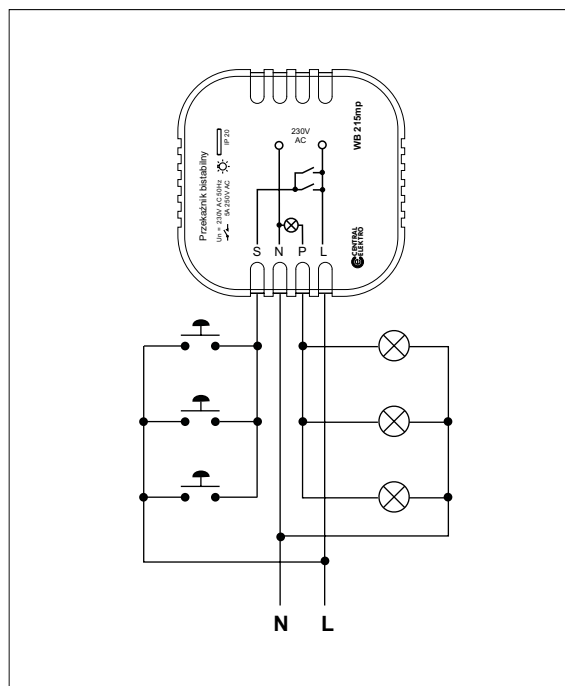 Przekaźnik bistabilny
Un = 230V AC 50Hz
5A 250V AC
IP 20
230V
AC
WB 215mp
CENTRAL
ELEKTRO
S N P L
N L